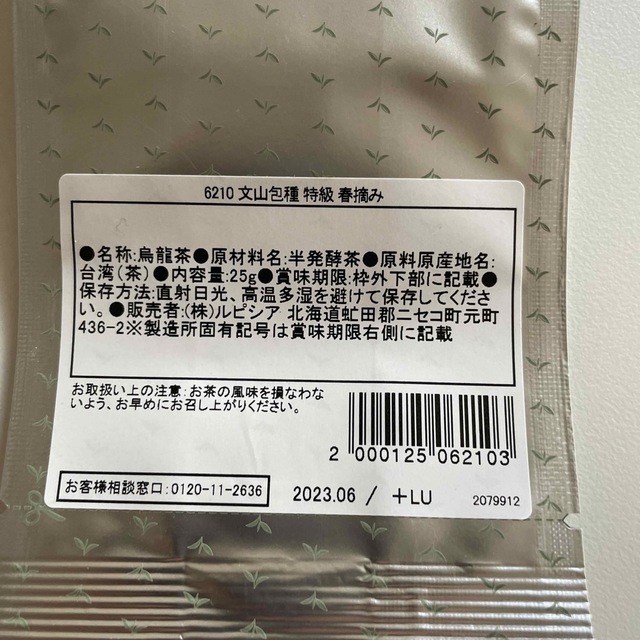 6210 文山包種 特級 春摘み
●名称:烏龍茶●原材料名:半発酵茶●原料原産地名:
台湾(茶)●内容量:25g●賞味期限:枠外下部に記載●
保存方法:直射日光、高温多湿を避けて保存してくださ
い。●販売者:(株)ルピシア 北海道虻田郡ニセコ町元町
436-2※製造所固有記号は賞味期限右側に記載
お取扱い上の注意:お茶の風味を損なわな
いよう、お早めにお召し上がりください。
2 000125 062103
お客様相談窓口:0120-11-2636
2023.06 / +LU
2079912